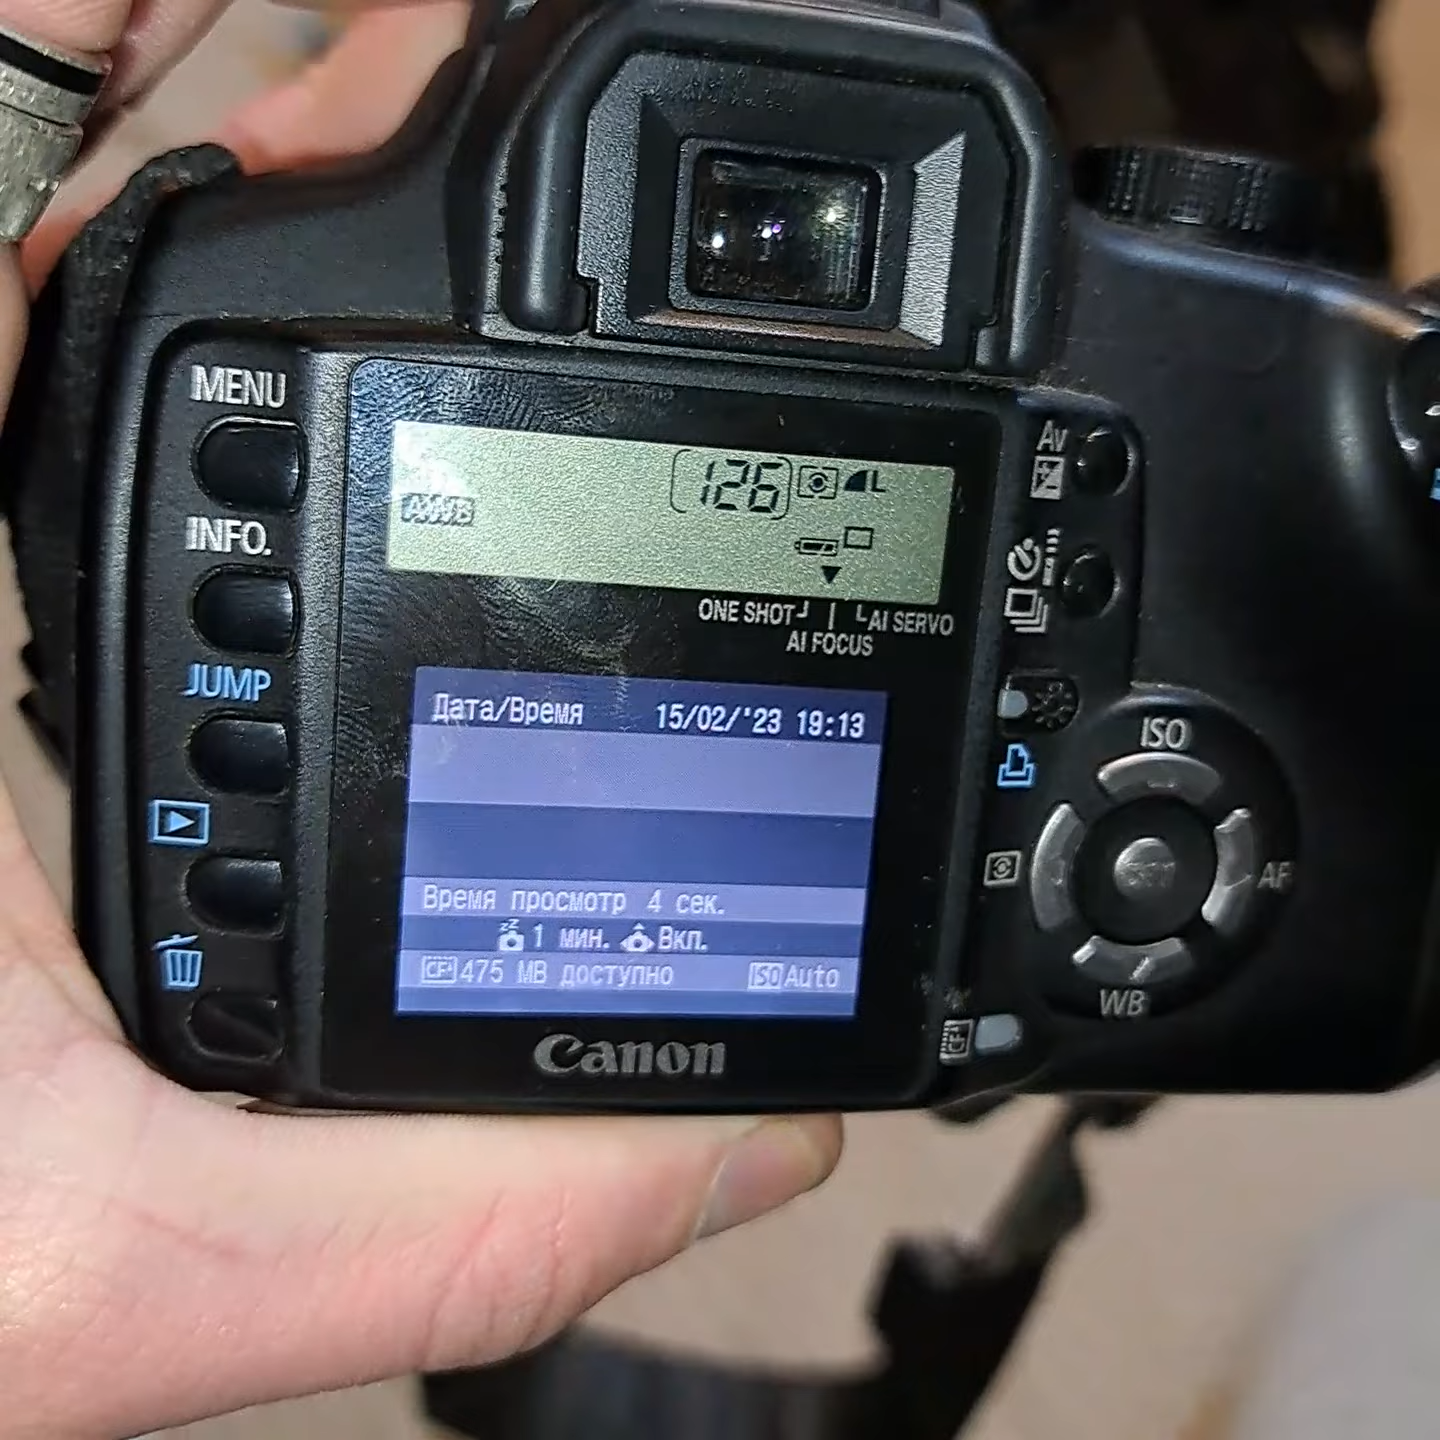 MENU
INFO.
JUMP
AWB
[126] L
ONE SHOT AI SERVO
AI FOCUS
Дата/Время 15/02/'23 19:13
Время просмотр 4 сек.
1 мин. Вкл.
CF 475 MB доступно ISO Auto
Canon
Av
ISO
AF
WB
CF